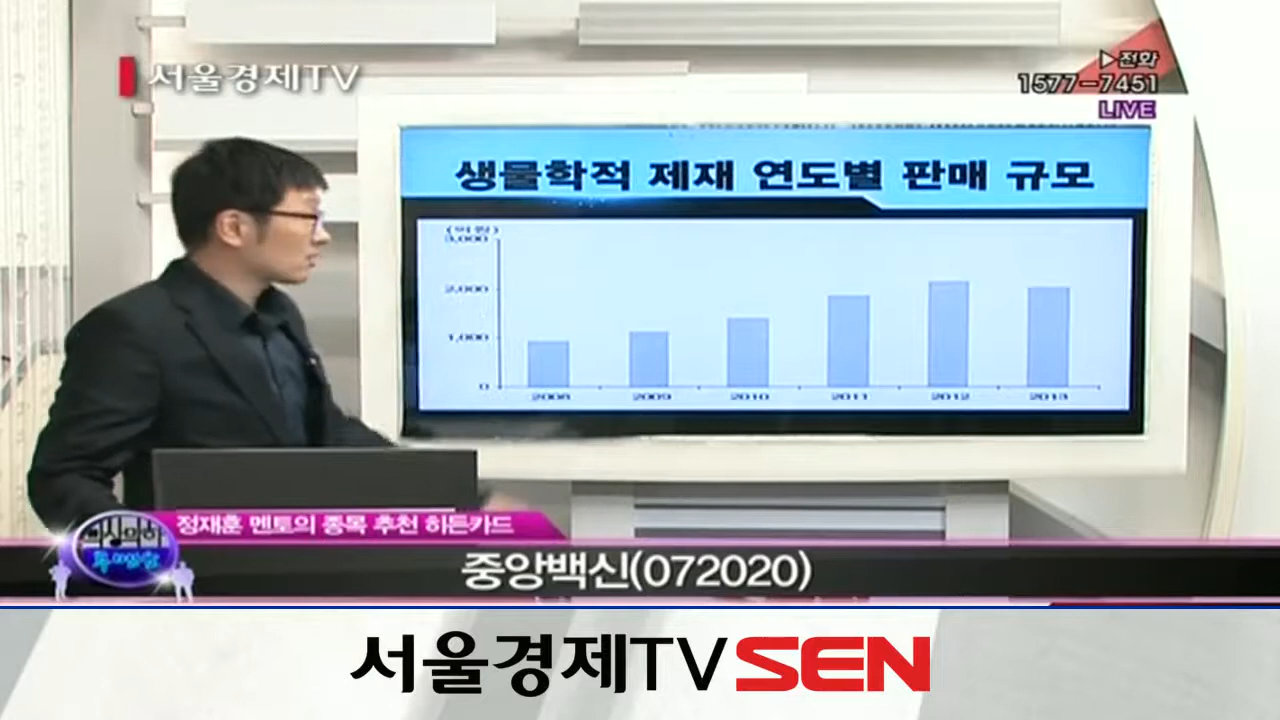 서울경제TV
▶전화
1577-7451
LIVE
생물학적 제재 연도별 판매 규모
(억원)
3,000
2,000
1,000
0
2008 2009 2010 2011 2012 2013
정재훈 멘토의 종목 추천 히든카드
중앙백신(072020)
서울경제TV SEN